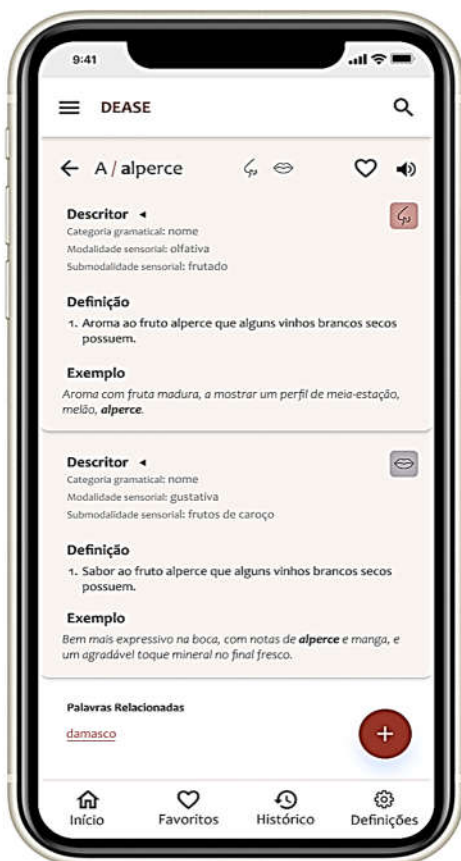 9:41
DEASE
A / alperce
Descritor
Categoria gramatical: nome
Modalidade sensorial: olfativa
Submodalidade sensorial: frutado
Definição
1. Aroma ao fruto alperce que alguns vinhos brancos secos
possuem.
Exemplo
Aroma com fruta madura, a mostrar um perfil de meia-estação,
melão, alperce.
Descritor
Categoria gramatical: nome
Modalidade sensorial: gustativa
Submodalidade sensorial: frutos de caroço
Definição
1. Sabor ao fruto alperce que alguns vinhos brancos secos
possuem.
Exemplo
Bem mais expressivo na boca, com notas de alperce e manga, e
um agradável toque mineral no final fresco.
Palavras Relacionadas
damasco
Início Favoritos Histórico Definições